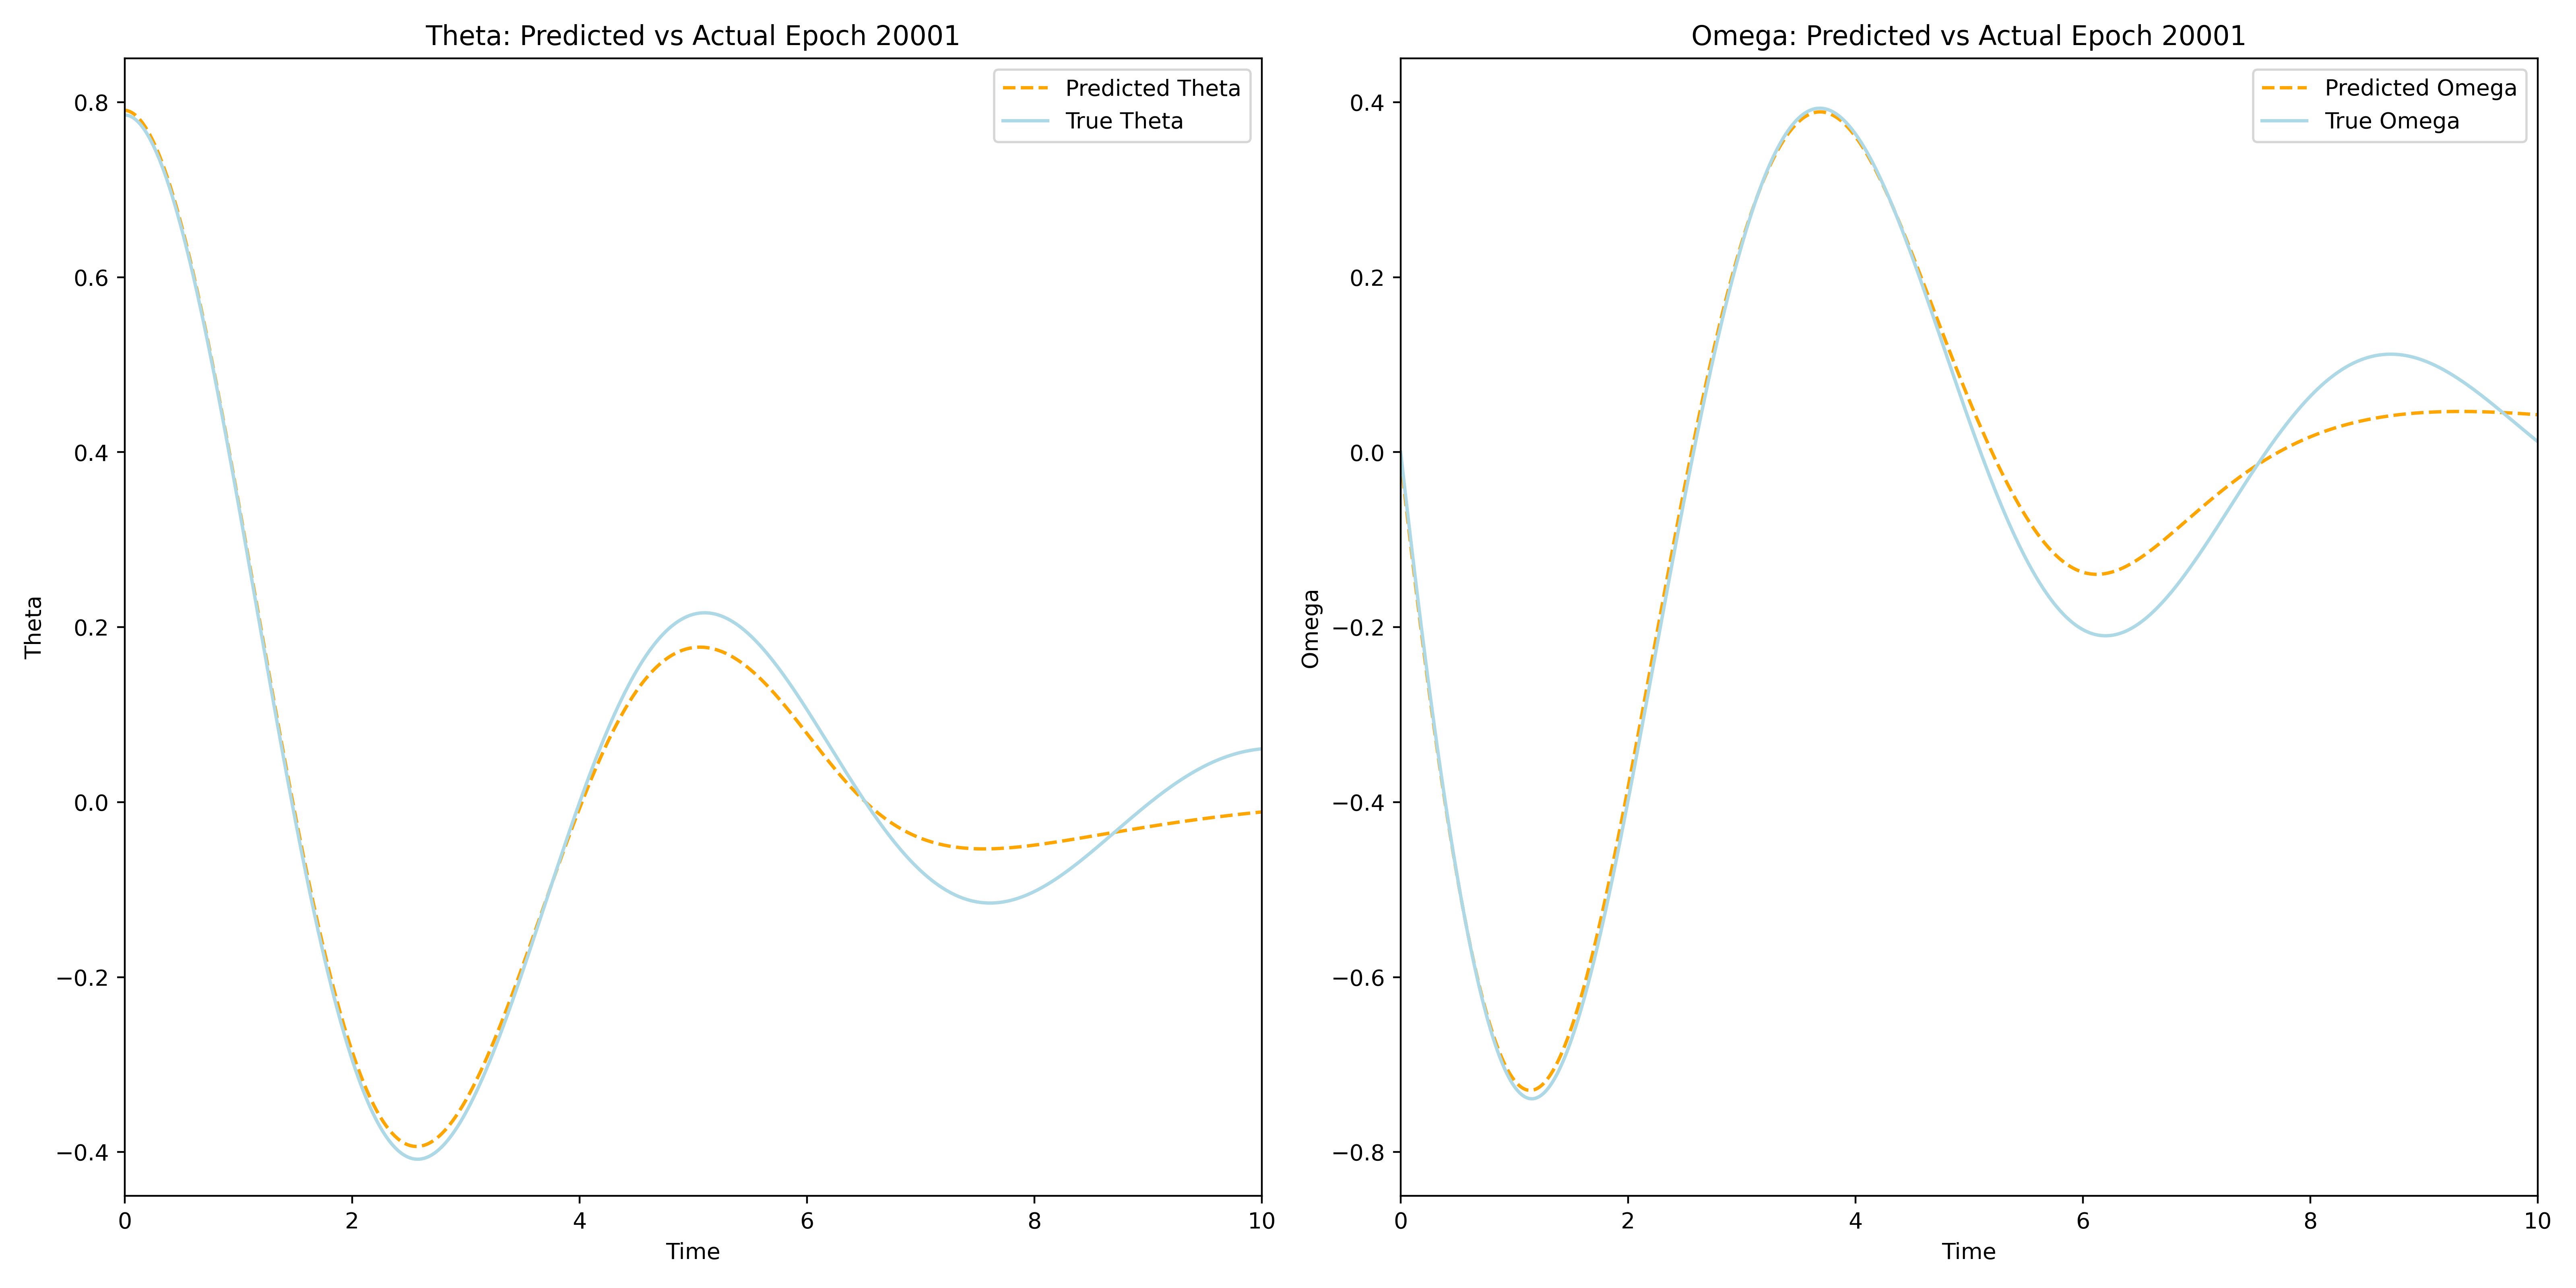 Theta: Predicted vs Actual Epoch 20001
Predicted Theta
True Theta
0.8
0.6
0.4
0.2
0.0
−0.2
−0.4
Theta
0
2
4
6
8
10
Time
Omega: Predicted vs Actual Epoch 20001
Predicted Omega
True Omega
0.4
0.2
0.0
−0.2
−0.4
−0.6
−0.8
Omega
0
2
4
6
8
10
Time